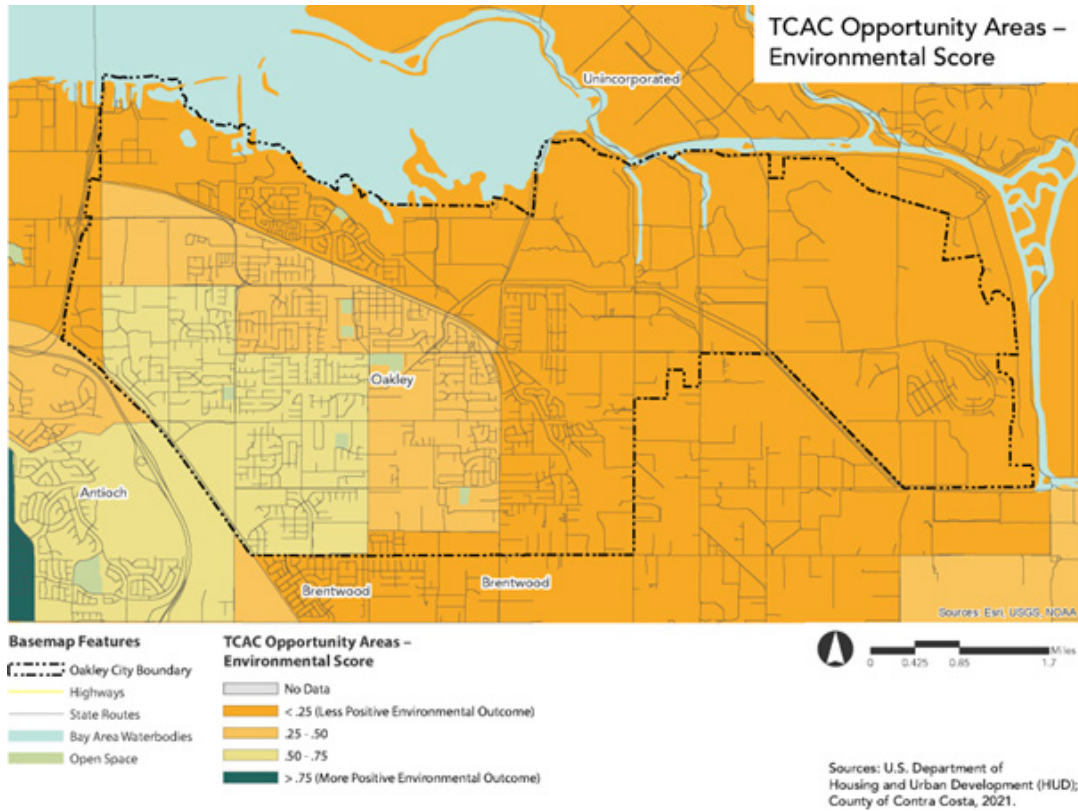 TCAC Opportunity Areas –
Environmental Score
Unincorporated
Oakley
Antioch
Brentwood
Brentwood
Sources: Esri, USGS, NOAA
Basemap Features
Oakley City Boundary
Highways
State Routes
Bay Area Waterbodies
Open Space
TCAC Opportunity Areas –
Environmental Score
No Data
< .25 (Less Positive Environmental Outcome)
.25 - .50
.50 - .75
> .75 (More Positive Environmental Outcome)
Miles
0 0.425 0.85 1.7
Sources: U.S. Department of
Housing and Urban Development (HUD);
County of Contra Costa, 2021.